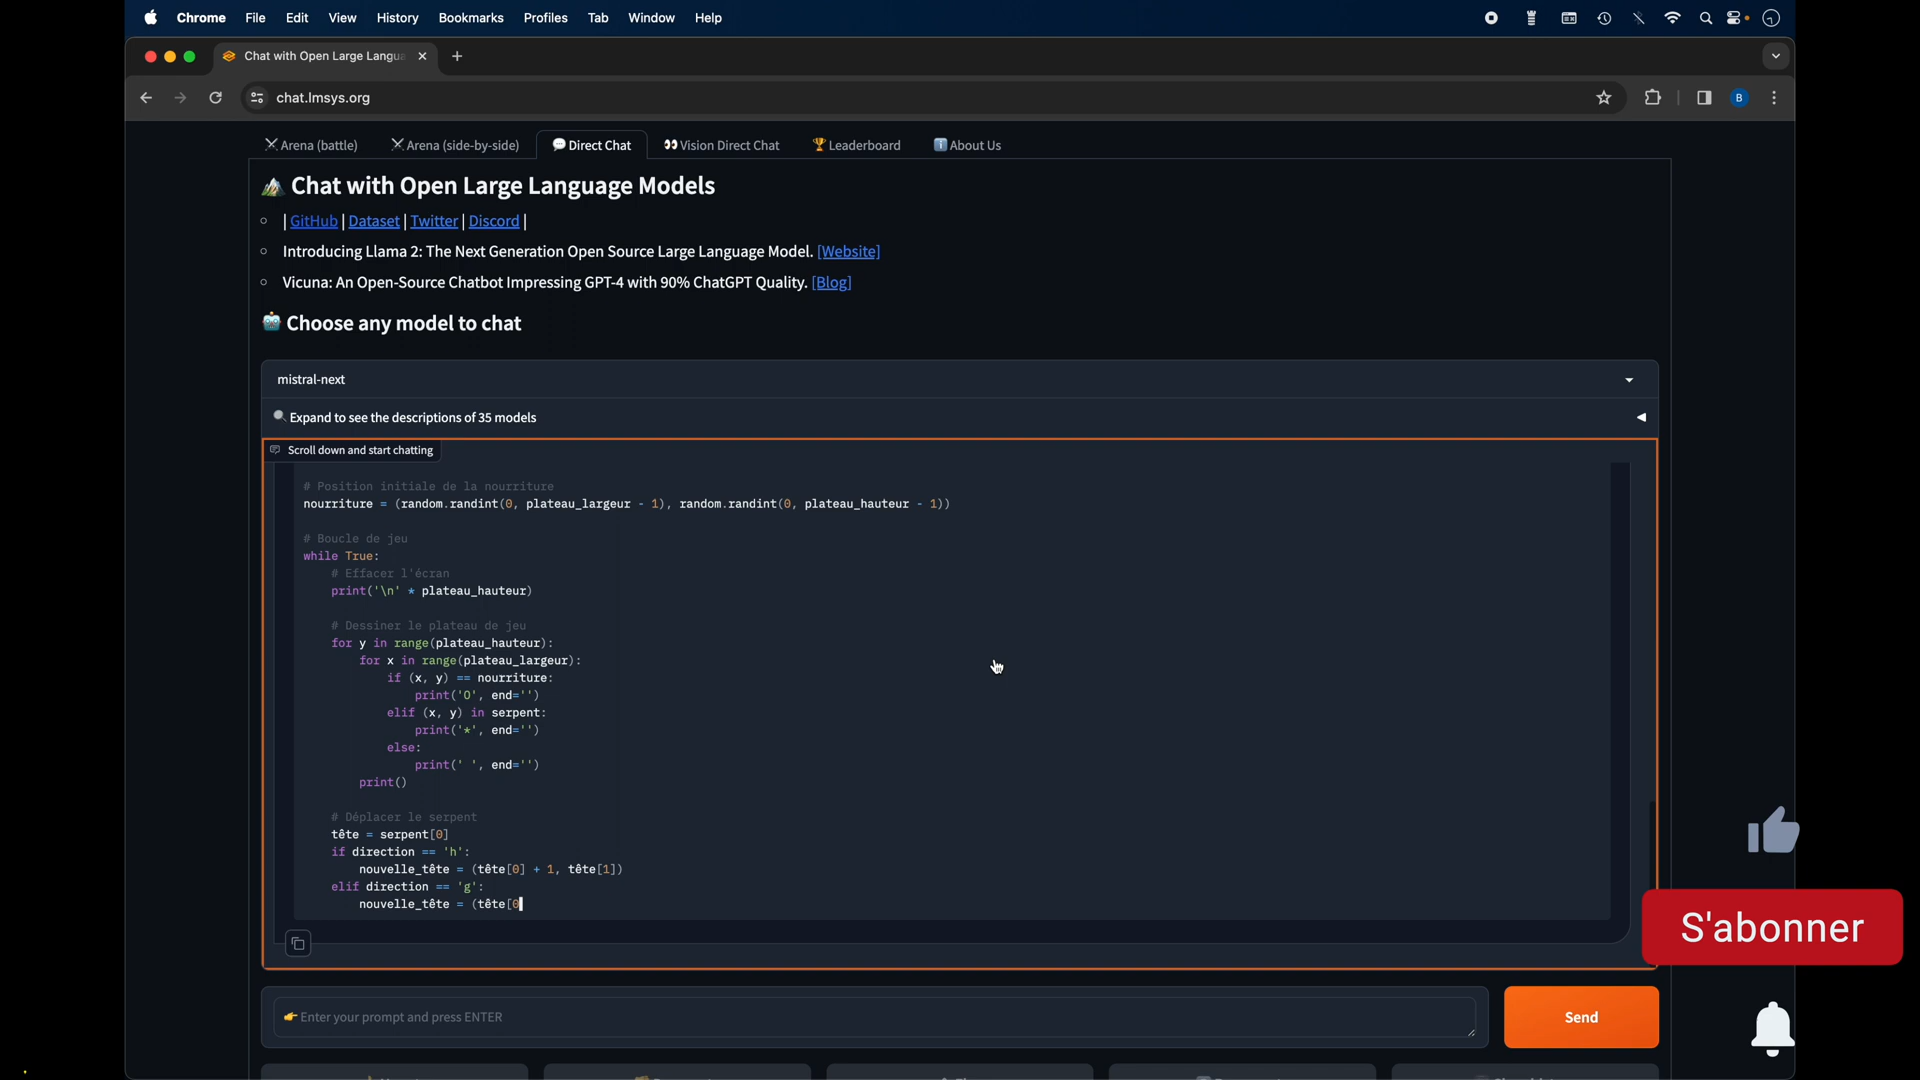 Chrome File Edit View History Bookmarks Profiles Tab Window Help
Chat with Open Large Langua
chat.lmsys.org
B
Arena (battle) Arena (side-by-side) Direct Chat Vision Direct Chat Leaderboard About Us
Chat with Open Large Language Models
| GitHub | Dataset | Twitter | Discord |
Introducing Llama 2: The Next Generation Open Source Large Language Model. [Website]
Vicuna: An Open-Source Chatbot Impressing GPT-4 with 90% ChatGPT Quality. [Blog]
Choose any model to chat
mistral-next
Expand to see the descriptions of 35 models
Scroll down and start chatting
# Position initiale de la nourriture
nourriture = (random.randint(0, plateau_largeur - 1), random.randint(0, plateau_hauteur - 1))
# Boucle de jeu
while True:
# Effacer l'écran
print('\n' * plateau_hauteur)
# Dessiner le plateau de jeu
for y in range(plateau_hauteur):
for x in range(plateau_largeur):
if (x, y) == nourriture:
print('O', end='')
elif (x, y) in serpent:
print('*', end='')
else:
print(' ', end='')
print()
# Déplacer le serpent
tête = serpent[0]
if direction == 'h':
nouvelle_tête = (tête[0] + 1, tête[1])
elif direction == 'g':
nouvelle_tête = (tête[0
S'abonner
Enter your prompt and press ENTER
Send